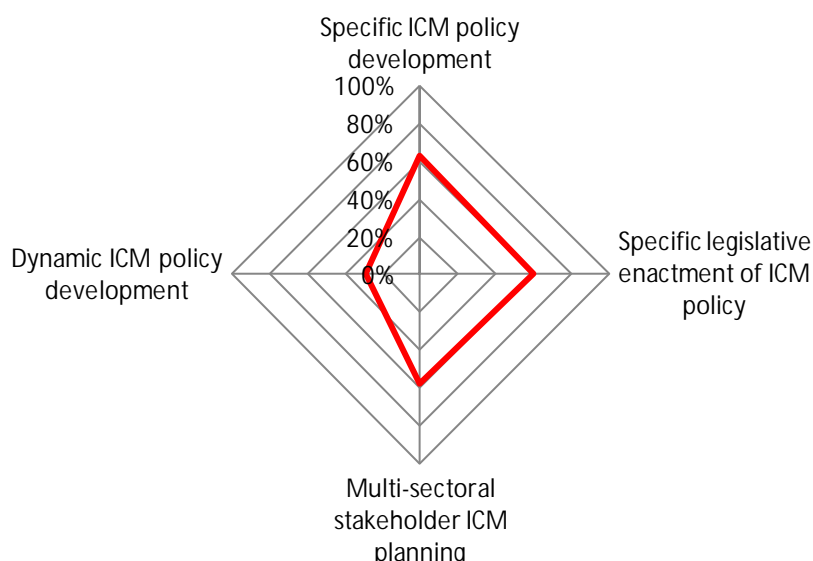 Specific ICM policy
development
100%
80%
60%
40%
20%
0%
Specific legislative
enactment of ICM
policy
Dynamic ICM policy
development
Multi-sectoral
stakeholder ICM
planning